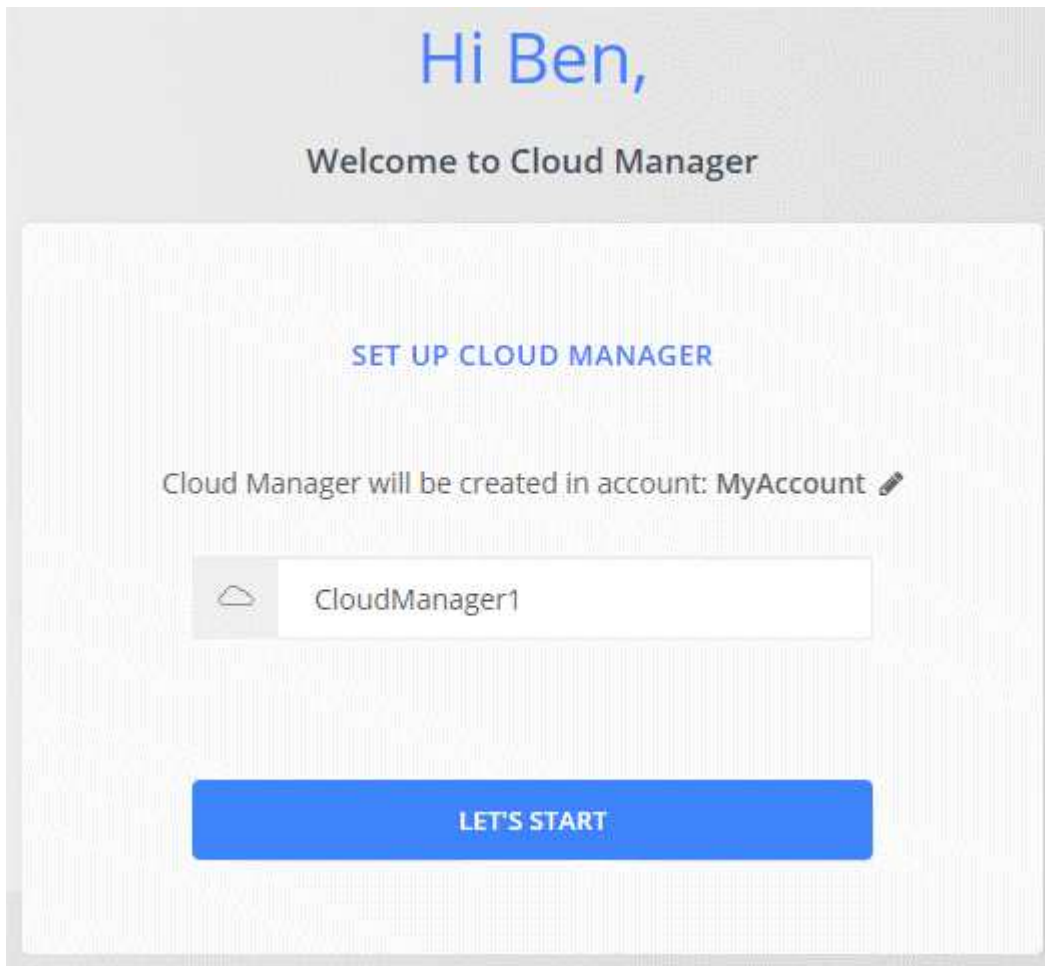 Hi Ben,
Welcome to Cloud Manager
SET UP CLOUD MANAGER
Cloud Manager will be created in account: MyAccount
CloudManager1
LET'S START